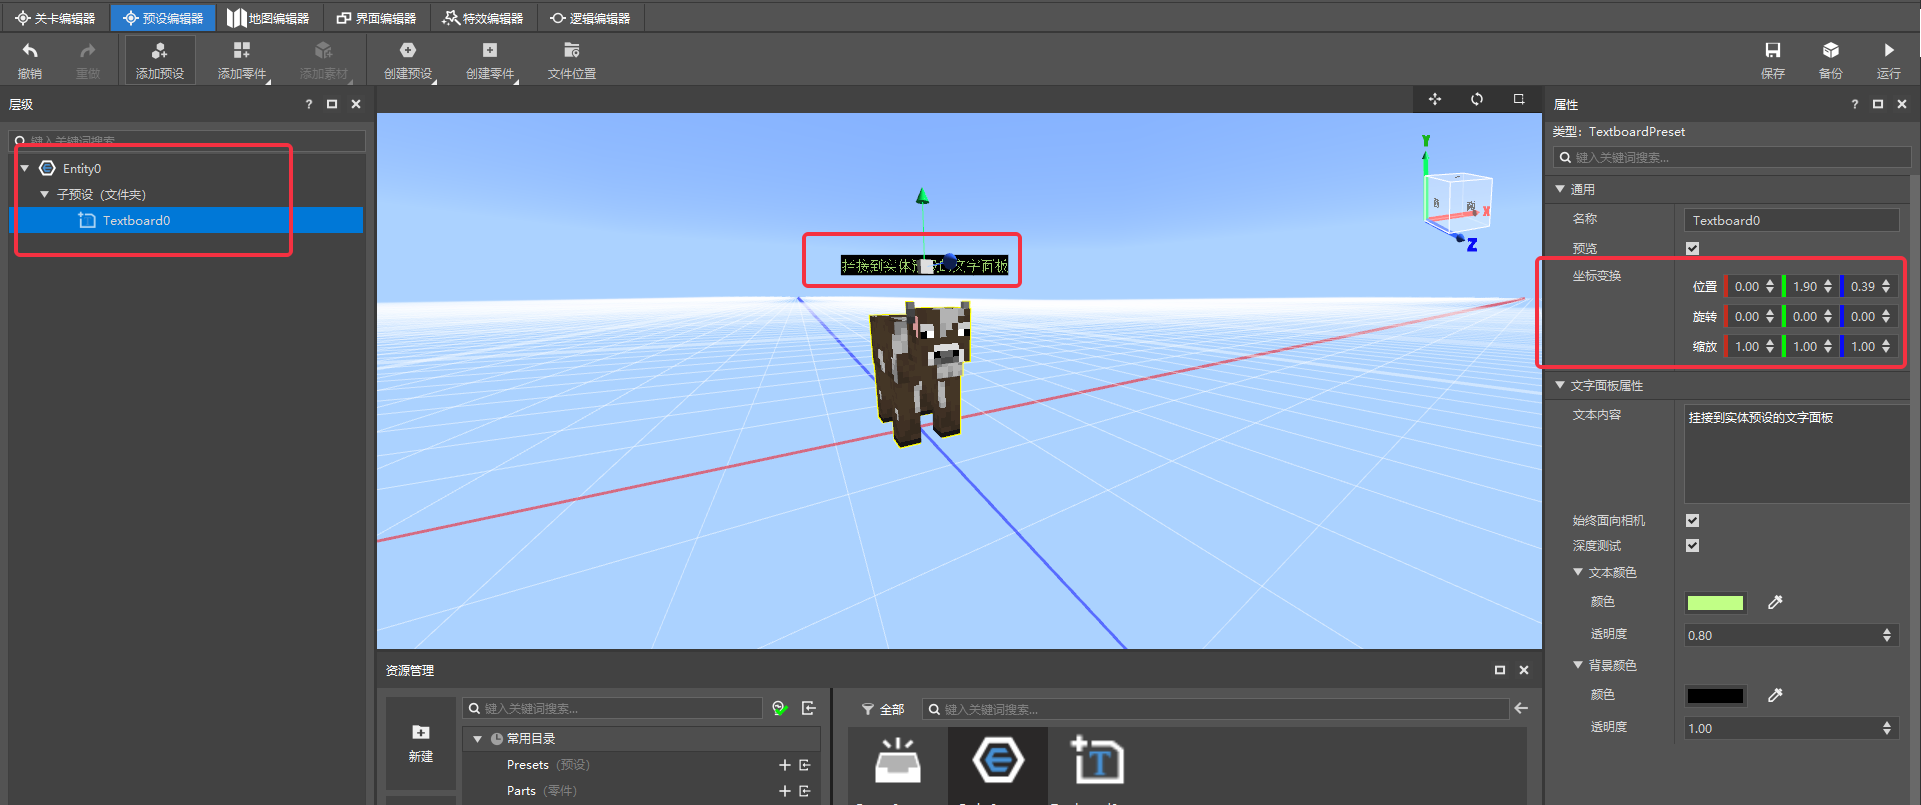 关卡编辑器 预设编辑器 地图编辑器 界面编辑器 特效编辑器 逻辑编辑器
撤销 重做 添加预设 添加零件 添加素材 创建预设 创建零件 文件位置 保存 备份 运行
层级 ?
键入关键词搜索...
Entity0
子预设 (文件夹)
Textboard0
Y
X
Z
挂接到实体预设的文字面板
属性 ?
类型: TextboardPreset
键入关键词搜索...
通用
名称 Textboard0
预览
坐标变换
位置 0.00 1.90 0.39
旋转 0.00 0.00 0.00
缩放 1.00 1.00 1.00
文字面板属性
文本内容 挂接到实体预设的文字面板
始终面向相机
深度测试
文本颜色
颜色
透明度 0.80
背景颜色
颜色
透明度 1.00
资源管理
新建
键入关键词搜索...
常用目录
Presets (预设)
Parts (零件)
全部 键入关键词搜索...